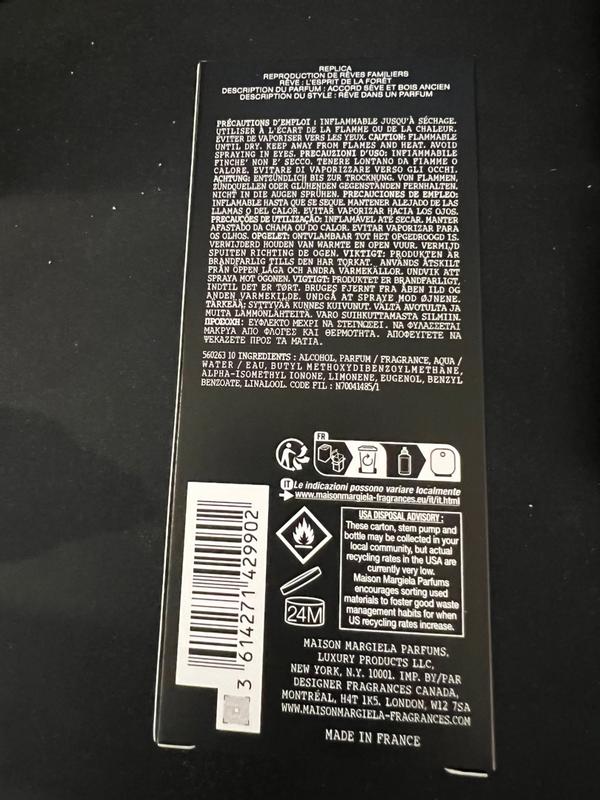 REPLICA
REPRODUCTION DE RÊVES FAMILIERS
RÊVE : L'ESPRIT DE LA FORÊT
DESCRIPTION DU PARFUM : ACCORD SÈVE ET BOIS ANCIEN
DESCRIPTION DU STYLE : RÊVE DANS UN PARFUM
PRÉCAUTIONS D'EMPLOI : INFLAMMABLE JUSQU'À SÉCHAGE.
UTILISER À L'ÉCART DE LA FLAMME OU DE LA CHALEUR.
ÉVITER DE VAPORISER VERS LES YEUX. CAUTION: FLAMMABLE
UNTIL DRY. KEEP AWAY FROM FLAMES AND HEAT. AVOID
SPRAYING IN EYES. PRECAUZIONI D'USO: INFIAMMABILE
FINCHE' NON E' SECCO. TENERE LONTANO DA FIAMME O
CALORE. EVITARE DI VAPORIZZARE VERSO GLI OCCHI.
ACHTUNG: ENTZÜNDLICH BIS ZUR TROCKNUNG. VON FLAMMEN,
ZÜNDQUELLEN ODER GLÜHENDEN GEGENSTÄNDEN FERNHALTEN.
NICHT IN DIE AUGEN SPRÜHEN. PRECAUCIONES DE EMPLEO:
INFLAMABLE HASTA QUE SE SEQUE. MANTENER ALEJADO DE LAS
LLAMAS O DEL CALOR. EVITAR VAPORIZAR HACIA LOS OJOS.
PRECAUÇÕES DE UTILIZAÇÃO: INFLAMÁVEL ATÉ SECAR. MANTER
AFASTADO DA CHAMA OU DO CALOR. EVITAR VAPORIZAR PARA
OS OLHOS. OPGELET: ONTVLAMBAAR TOT HET OPGEDROOGD IS.
VERWIJDERD HOUDEN VAN WARMTE EN OPEN VUUR. VERMIJD
SPUITEN RICHTING DE OGEN. VIKTIGT: PRODUKTEN ÄR
BRANDFARLIG TILLS DEN HAR TORKAT. ANVÄNDS ÅTSKILT
FRÅN ÖPPEN LÅGA OCH ANDRA VÄRMEKÄLLOR. UNDVIK ATT
SPRAYA MOT ÖGONEN. VIGTIGT: PRODUKTET ER BRANDFARLIGT,
INDTIL DET ER TØRT. BRUGES FJERNT FRA ÅBEN ILD OG
ANDEN VARMEKILDE. UNDGÅ AT SPRAYE MOD ØJNENE.
TÄRKEÄÄ: SYTTYVÄÄ KUNNES KUIVUNUT. VÄLTÄ AVOTULTA JA
MUITA LÄMMÖNLÄHTEITÄ. VARO SUIHKUTTAMASTA SILMIIN.
ΠΡΟΣΟΧΗ: ΕΥΦΛΕΚΤΟ ΜΕΧΡΙ ΝΑ ΣΤΕΓΝΩΣΕΙ. ΝΑ ΦΥΛΑΣΣΕΤΑΙ
ΜΑΚΡΥΑ ΑΠΟ ΦΛΟΓΕΣ ΚΑΙ ΘΕΡΜΟΤΗΤΑ. ΑΠΟΦΕΥΓΕΤΕ ΝΑ
ΨΕΚΑΖΕΤΕ ΠΡΟΣ ΤΑ ΜΑΤΙΑ.
560263 10 INGREDIENTS : ALCOHOL, PARFUM / FRAGRANCE, AQUA /
WATER / EAU, BUTYL METHOXYDIBENZOYLMETHANE,
ALPHA-ISOMETHYL IONONE, LIMONENE, EUGENOL, BENZYL
BENZOATE, LINALOOL. CODE FIL : N70041485/1
FR
IT Le indicazioni possono variare localmente
www.maisonmargiela-fragrances.eu/it/it.html
USA DISPOSAL ADVISORY :
These carton, stem pump and
bottle may be collected in your
local community, but actual
recycling rates in the USA are
currently very low.
Maison Margiela Parfums
encourages sorting used
materials to foster good waste
management habits for when
US recycling rates increase.
24M
3 614271 429902
MAISON MARGIELA PARFUMS,
LUXURY PRODUCTS LLC,
NEW YORK, N.Y. 10001. IMP. BY/PAR
DESIGNER FRAGRANCES CANADA,
MONTRÉAL, H4T 1K5. LONDON, W12 7SA
WWW.MAISONMARGIELA-FRAGRANCES.COM
MADE IN FRANCE